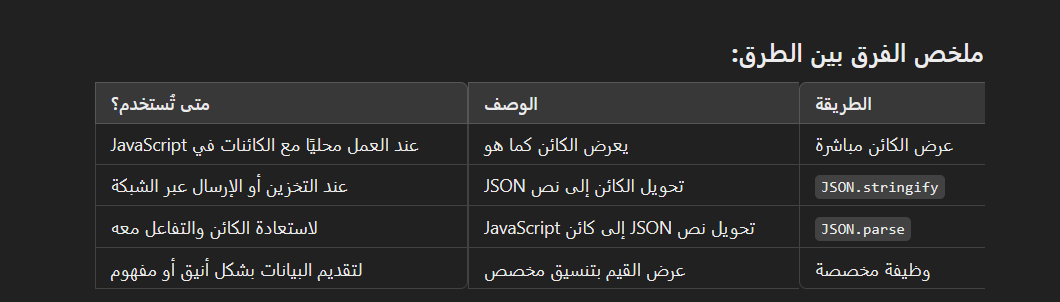 ملخص الفرق بين الطرق:
الطريقة الوصف متى تُستخدم؟
عرض الكائن مباشرة يعرض الكائن كما هو عند العمل محليًا مع الكائنات في JavaScript
JSON.stringify تحويل الكائن إلى نص JSON عند التخزين أو الإرسال عبر الشبكة
JSON.parse تحويل نص JSON إلى كائن JavaScript لاستعادة الكائن والتفاعل معه
وظيفة مخصصة عرض القيم بتنسيق مخصص لتقديم البيانات بشكل أنيق أو مفهوم